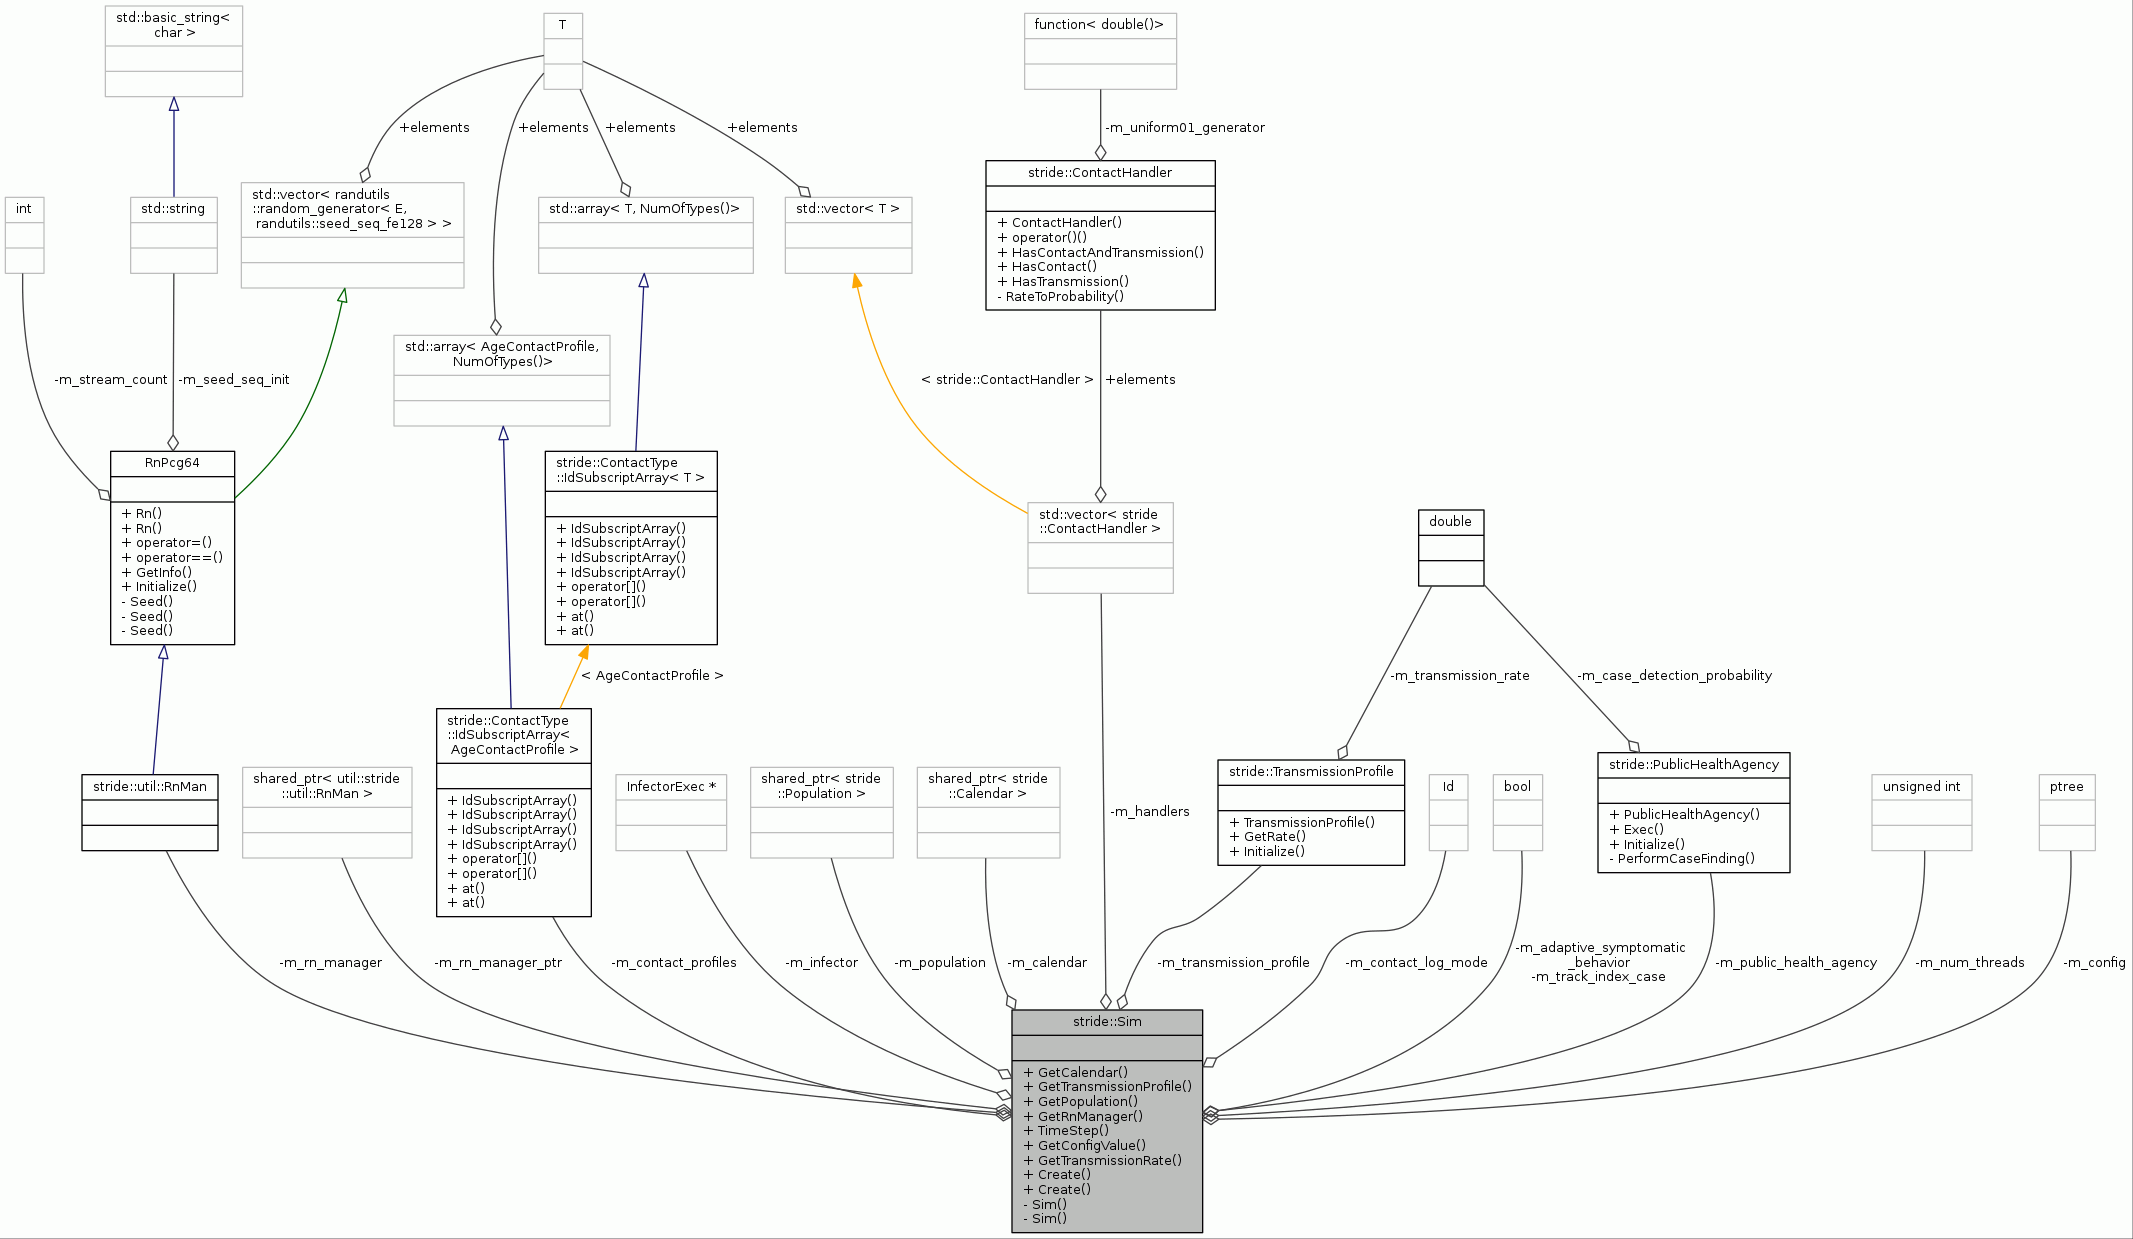 std::basic_string<
char >
T
function< double()>
+elements
+elements
+elements
+elements
-m_uniform01_generator
int
std::string
std::vector< randutils
::random_generator< E,
randutils::seed_seq_fe128 > >
std::array< T, NumOfTypes()>
std::vector< T >
stride::ContactHandler
+ ContactHandler()
+ operator()()
+ HasContactAndTransmission()
+ HasContact()
+ HasTransmission()
- RateToProbability()
std::array< AgeContactProfile,
NumOfTypes()>
-m_stream_count
-m_seed_seq_init
< stride::ContactHandler >
+elements
RnPcg64
+ Rn()
+ Rn()
+ operator=()
+ operator==()
+ GetInfo()
+ Initialize()
- Seed()
- Seed()
- Seed()
stride::ContactType
::IdSubscriptArray< T >
+ IdSubscriptArray()
+ IdSubscriptArray()
+ IdSubscriptArray()
+ IdSubscriptArray()
+ operator[]()
+ operator[]()
+ at()
+ at()
std::vector< stride
::ContactHandler >
double
< AgeContactProfile >
-m_transmission_rate
-m_case_detection_probability
stride::util::RnMan
shared_ptr< util::stride
::util::RnMan >
stride::ContactType
::IdSubscriptArray<
AgeContactProfile >
+ IdSubscriptArray()
+ IdSubscriptArray()
+ IdSubscriptArray()
+ IdSubscriptArray()
+ operator[]()
+ operator[]()
+ at()
+ at()
InfectorExec *
shared_ptr< stride
::Population >
shared_ptr< stride
::Calendar >
-m_handlers
stride::TransmissionProfile
+ TransmissionProfile()
+ GetRate()
+ Initialize()
Id
bool
stride::PublicHealthAgency
+ PublicHealthAgency()
+ Exec()
+ Initialize()
- PerformCaseFinding()
unsigned int
ptree
-m_rn_manager
-m_rn_manager_ptr
-m_contact_profiles
-m_infector
-m_population
-m_calendar
-m_transmission_profile
-m_contact_log_mode
-m_adaptive_symptomatic
_behavior
-m_track_index_case
-m_public_health_agency
-m_num_threads
-m_config
stride::Sim
+ GetCalendar()
+ GetTransmissionProfile()
+ GetPopulation()
+ GetRnManager()
+ TimeStep()
+ GetConfigValue()
+ GetTransmissionRate()
+ Create()
+ Create()
- Sim()
- Sim()